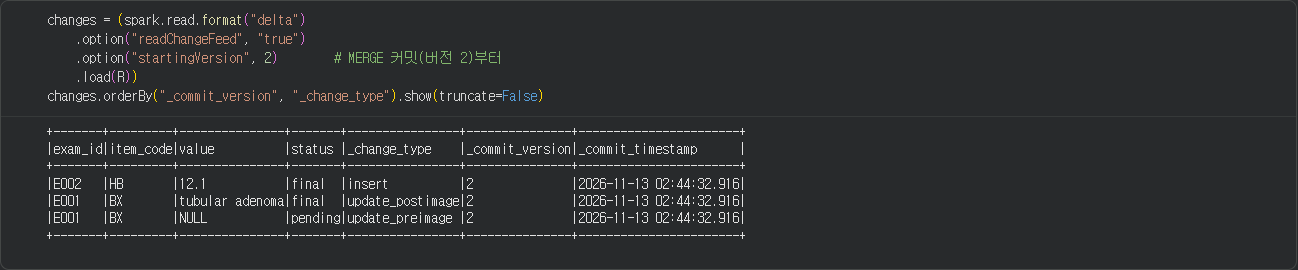 changes = (spark.read.format("delta")
    .option("readChangeFeed", "true")
    .option("startingVersion", 2)        # MERGE 커밋(버전 2)부터
    .load(R))
changes.orderBy("_commit_version", "_change_type").show(truncate=False)
+-------+---------+---------------+-------+----------------+---------------+-----------------------+
|exam_id|item_code|value          |status |_change_type    |_commit_version|_commit_timestamp      |
+-------+---------+---------------+-------+----------------+---------------+-----------------------+
|E002   |HB       |12.1           |final  |insert          |2              |2026-11-13 02:44:32.916|
|E001   |BX       |tubular adenoma|final  |update_postimage|2              |2026-11-13 02:44:32.916|
|E001   |BX       |NULL           |pending|update_preimage |2              |2026-11-13 02:44:32.916|
+-------+---------+---------------+-------+----------------+---------------+-----------------------+